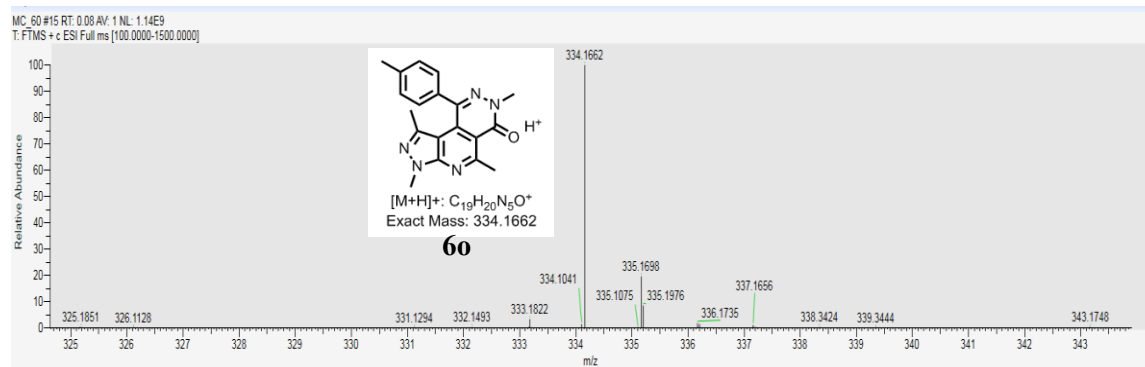 MC_60 #15 RT: 0.08 AV: 1 NL: 1.14E9
T: FTMS + c ESI Full ms [100.0000-1500.0000]
Relative Abundance
100
90
80
70
60
50
40
30
20
10
0
334.1662
N
N
O
H⁺
N
N
N
[M+H]+: C₁₉H₂₀N₅O⁺
Exact Mass: 334.1662
6o
325.1851
326.1128
331.1294
332.1493
333.1822
334.1041
335.1698
335.1075
335.1976
336.1735
337.1656
338.3424
339.3444
343.1748
325 326 327 328 329 330 331 332 333 334 335 336 337 338 339 340 341 342 343
m/z